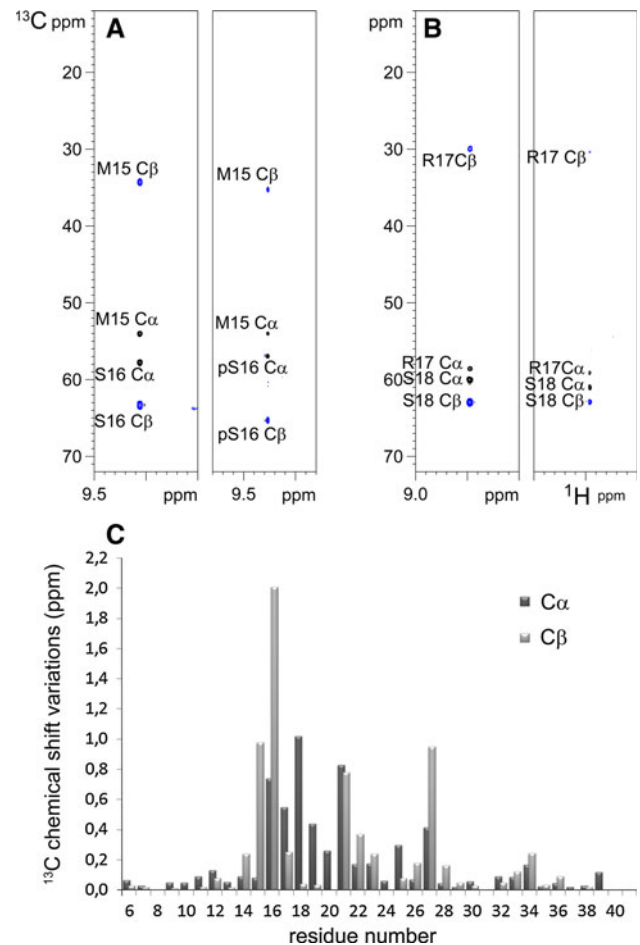 ¹³C ppm
A
20
30
40
50
60
70
M15 Cβ
M15 Cα
S16 Cα
S16 Cβ
9.5
ppm
M15 Cβ
M15 Cα
pS16 Cα
pS16 Cβ
9.5
ppm
ppm
B
20
30
40
50
60
70
R17Cβ
R17 Cα
S18 Cα
S18 Cβ
9.0
ppm
R17 Cβ
R17Cα
S18 Cα
S18 Cβ
¹H ppm
C
¹³C chemical shift variations (ppm)
2,2
2,0
1,8
1,6
1,4
1,2
1,0
0,8
0,6
0,4
0,2
0,0
Cα
Cβ
6 8 10 12 14 16 18 20 22 24 26 28 30 32 34 36 38 40
residue number